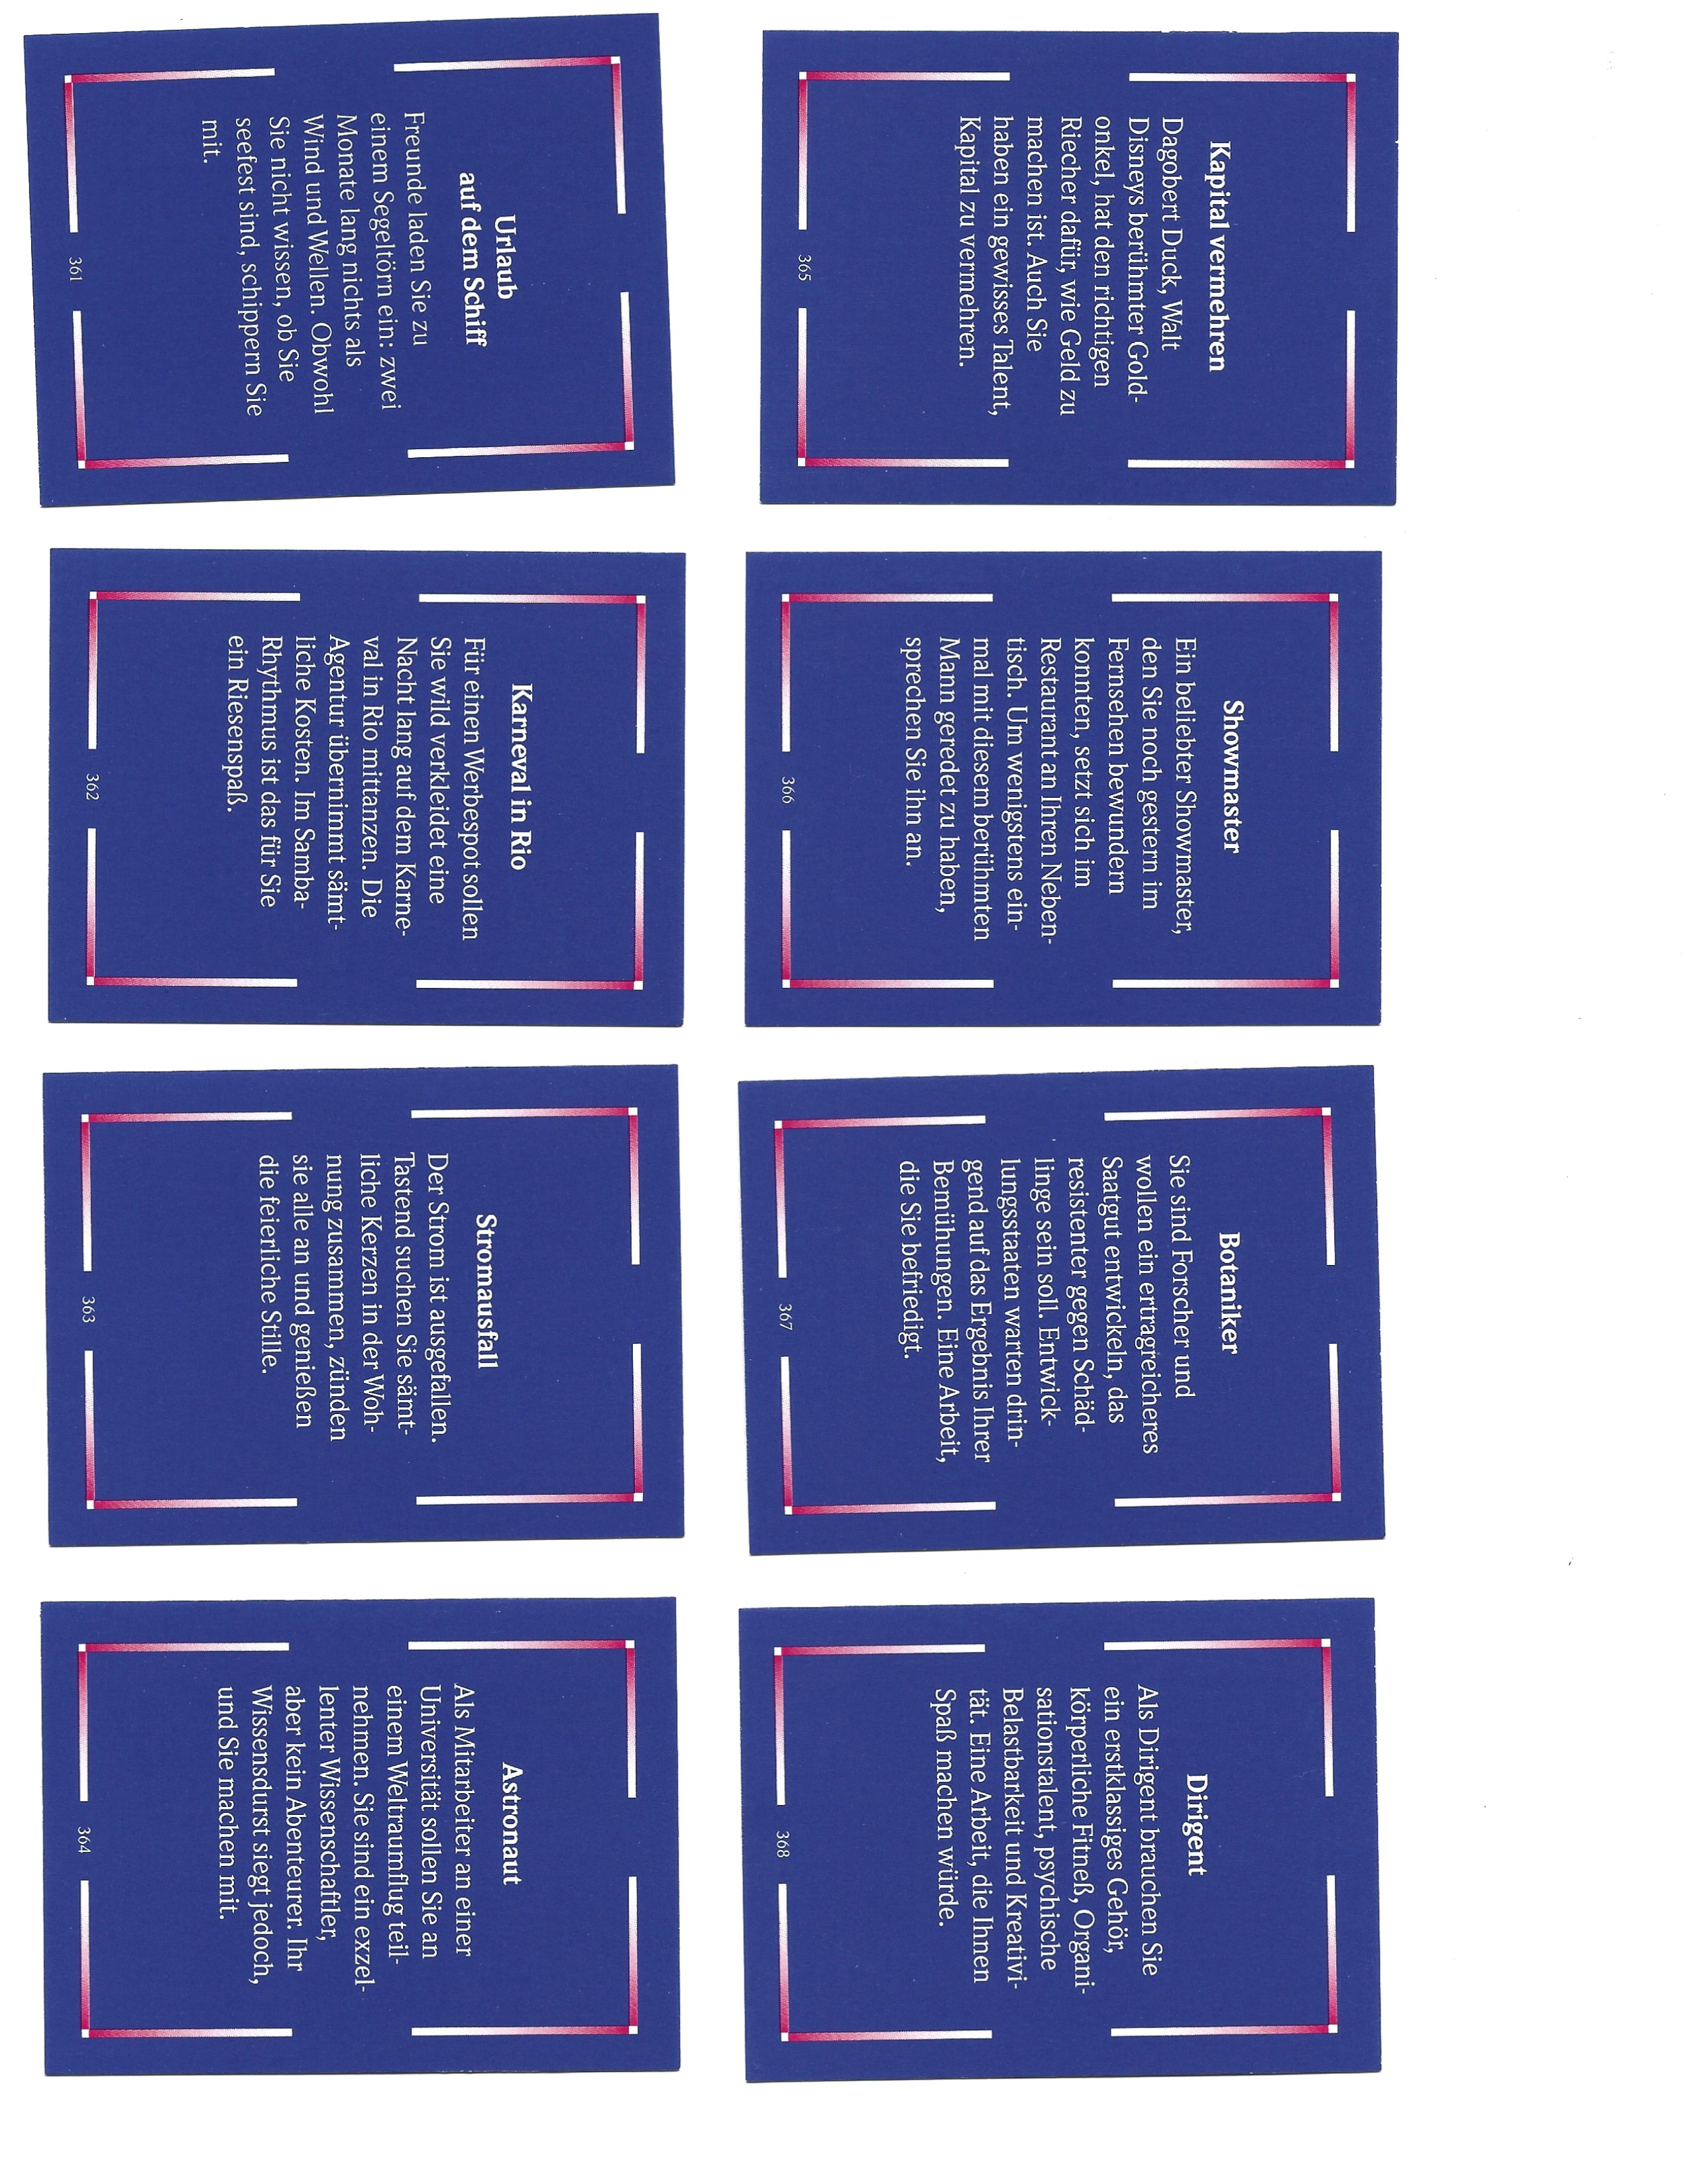 Kapital vermehren
Dagobert Duck, Walt
Disneys berühmter Gold-
onkel, hat den richtigen
Riecher dafür, wie Geld zu
machen ist. Auch Sie
haben ein gewisses Talent,
Kapital zu vermehren.
365
Showmaster
Ein beliebter Showmaster,
den Sie noch gestern im
Fernsehen bewundern
konnten, setzt sich im
Restaurant an Ihren Neben-
tisch. Um wenigstens ein-
mal mit diesem berühmten
Mann geredet zu haben,
sprechen Sie ihn an.
366
Botaniker
Sie sind Forscher und
wollen ein ertragreicheres
Saatgut entwickeln, das
resistenter gegen Schäd-
linge sein soll. Entwick-
lungsstaaten warten drin-
gend auf das Ergebnis Ihrer
Bemühungen. Eine Arbeit,
die Sie befriedigt.
367
Dirigent
Als Dirigent brauchen Sie
ein erstklassiges Gehör,
körperliche Fitneß, Organi-
sationstalent, psychische
Belastbarkeit und Kreativi-
tät. Eine Arbeit, die Ihnen
Spaß machen würde.
368
Urlaub
auf dem Schiff
Freunde laden Sie zu
einem Segeltörn ein: zwei
Monate lang nichts als
Wind und Wellen. Obwohl
Sie nicht wissen, ob Sie
seefest sind, schippern Sie
mit.
361
Karneval in Rio
Für einen Werbespot sollen
Sie wild verkleidet eine
Nacht lang auf dem Karne-
val in Rio mittanzen. Die
Agentur übernimmt sämt-
liche Kosten. Im Samba-
Rhythmus ist das für Sie
ein Riesenspaß.
362
Stromausfall
Der Strom ist ausgefallen.
Tastend suchen Sie sämt-
liche Kerzen in der Woh-
nung zusammen, zünden
sie alle an und genießen
die feierliche Stille.
363
Astronaut
Als Mitarbeiter an einer
Universität sollen Sie an
einem Weltraumflug teil-
nehmen. Sie sind ein exzel-
lenter Wissenschaftler,
aber kein Abenteurer. Ihr
Wissensdurst siegt jedoch,
und Sie machen mit.
364